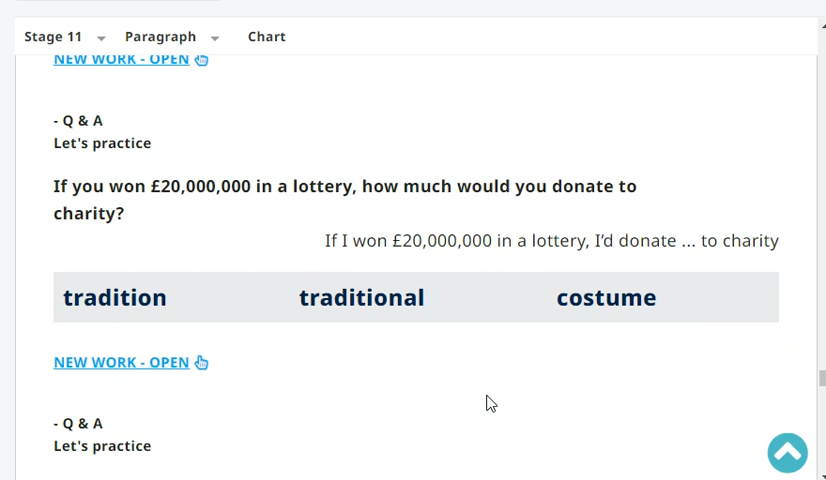 Stage 11 Paragraph Chart
NEW WORK - OPEN
- Q & A
Let's practice
If you won £20,000,000 in a lottery, how much would you donate to
charity?
If I won £20,000,000 in a lottery, I'd donate ... to charity
tradition traditional costume
NEW WORK - OPEN
- Q & A
Let's practice